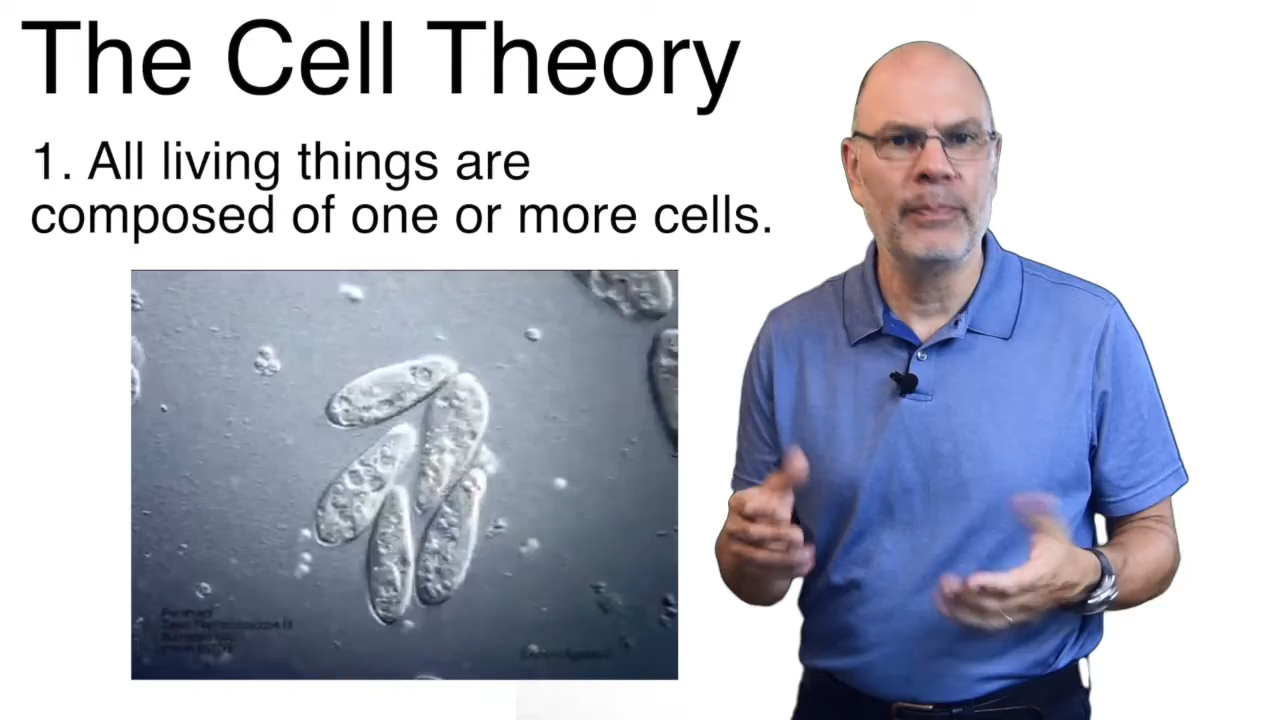 The Cell Theory
1. All living things are
composed of one or more cells.